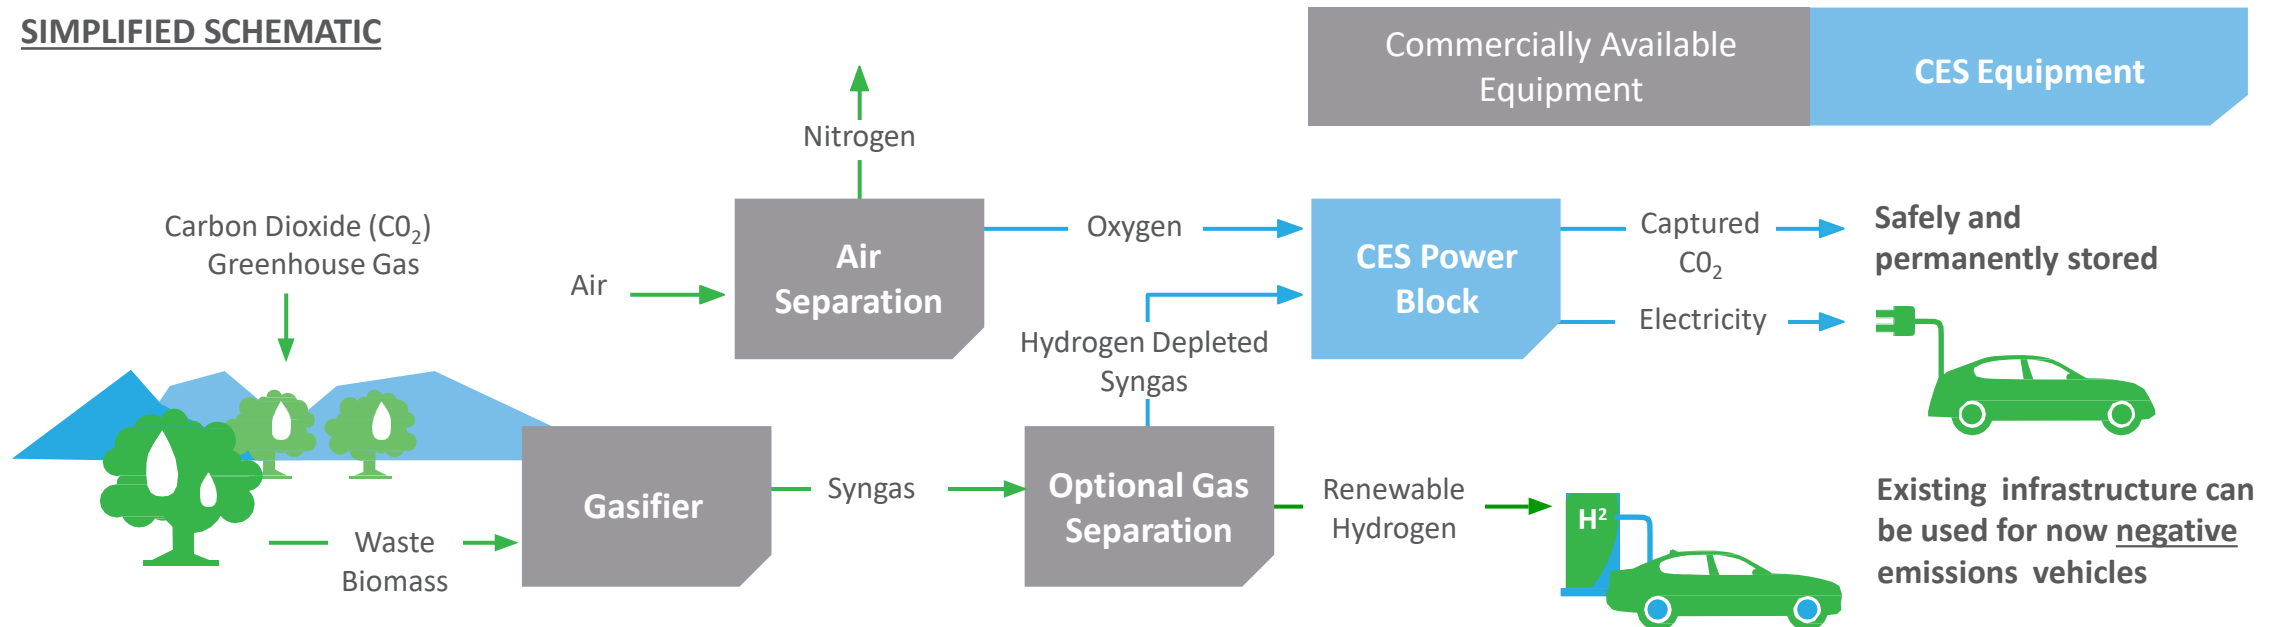 SIMPLIFIED SCHEMATIC
Commercially Available
Equipment
CES Equipment
Nitrogen
Carbon Dioxide (C0₂)
Greenhouse Gas
Air
Air
Separation
Oxygen
CES Power
Block
Captured
C0₂
Safely and
permanently stored
Electricity
Hydrogen Depleted
Syngas
Gasifier
Syngas
Optional Gas
Separation
Renewable
Hydrogen
H²
Waste
Biomass
Existing infrastructure can
be used for now negative
emissions vehicles